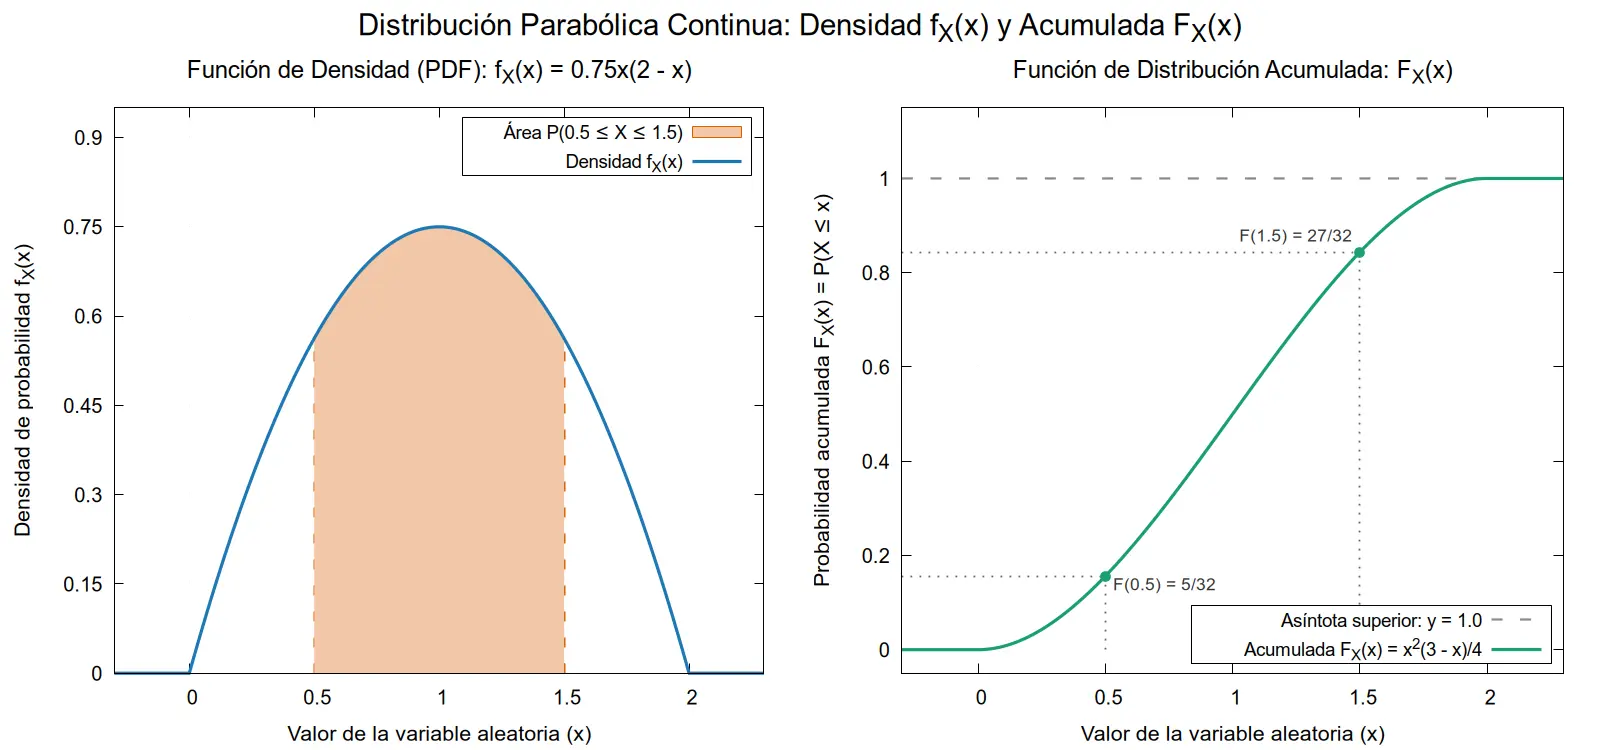 Distribución Parabólica Continua: Densidad fX(x) y Acumulada FX(x)
Función de Densidad (PDF): fX(x) = 0.75x(2 - x)
Área P(0.5 ≤ X ≤ 1.5)
Densidad fX(x)
Densidad de probabilidad fX(x)
0.9
0.75
0.6
0.45
0.3
0.15
0
0 0.5 1 1.5 2
Valor de la variable aleatoria (x)
Función de Distribución Acumulada: FX(x)
Probabilidad acumulada FX(x) = P(X ≤ x)
1
0.8
0.6
0.4
0.2
0
F(1.5) = 27/32
F(0.5) = 5/32
Asíntota superior: y = 1.0
Acumulada FX(x) = x²(3 - x)/4
0 0.5 1 1.5 2
Valor de la variable aleatoria (x)